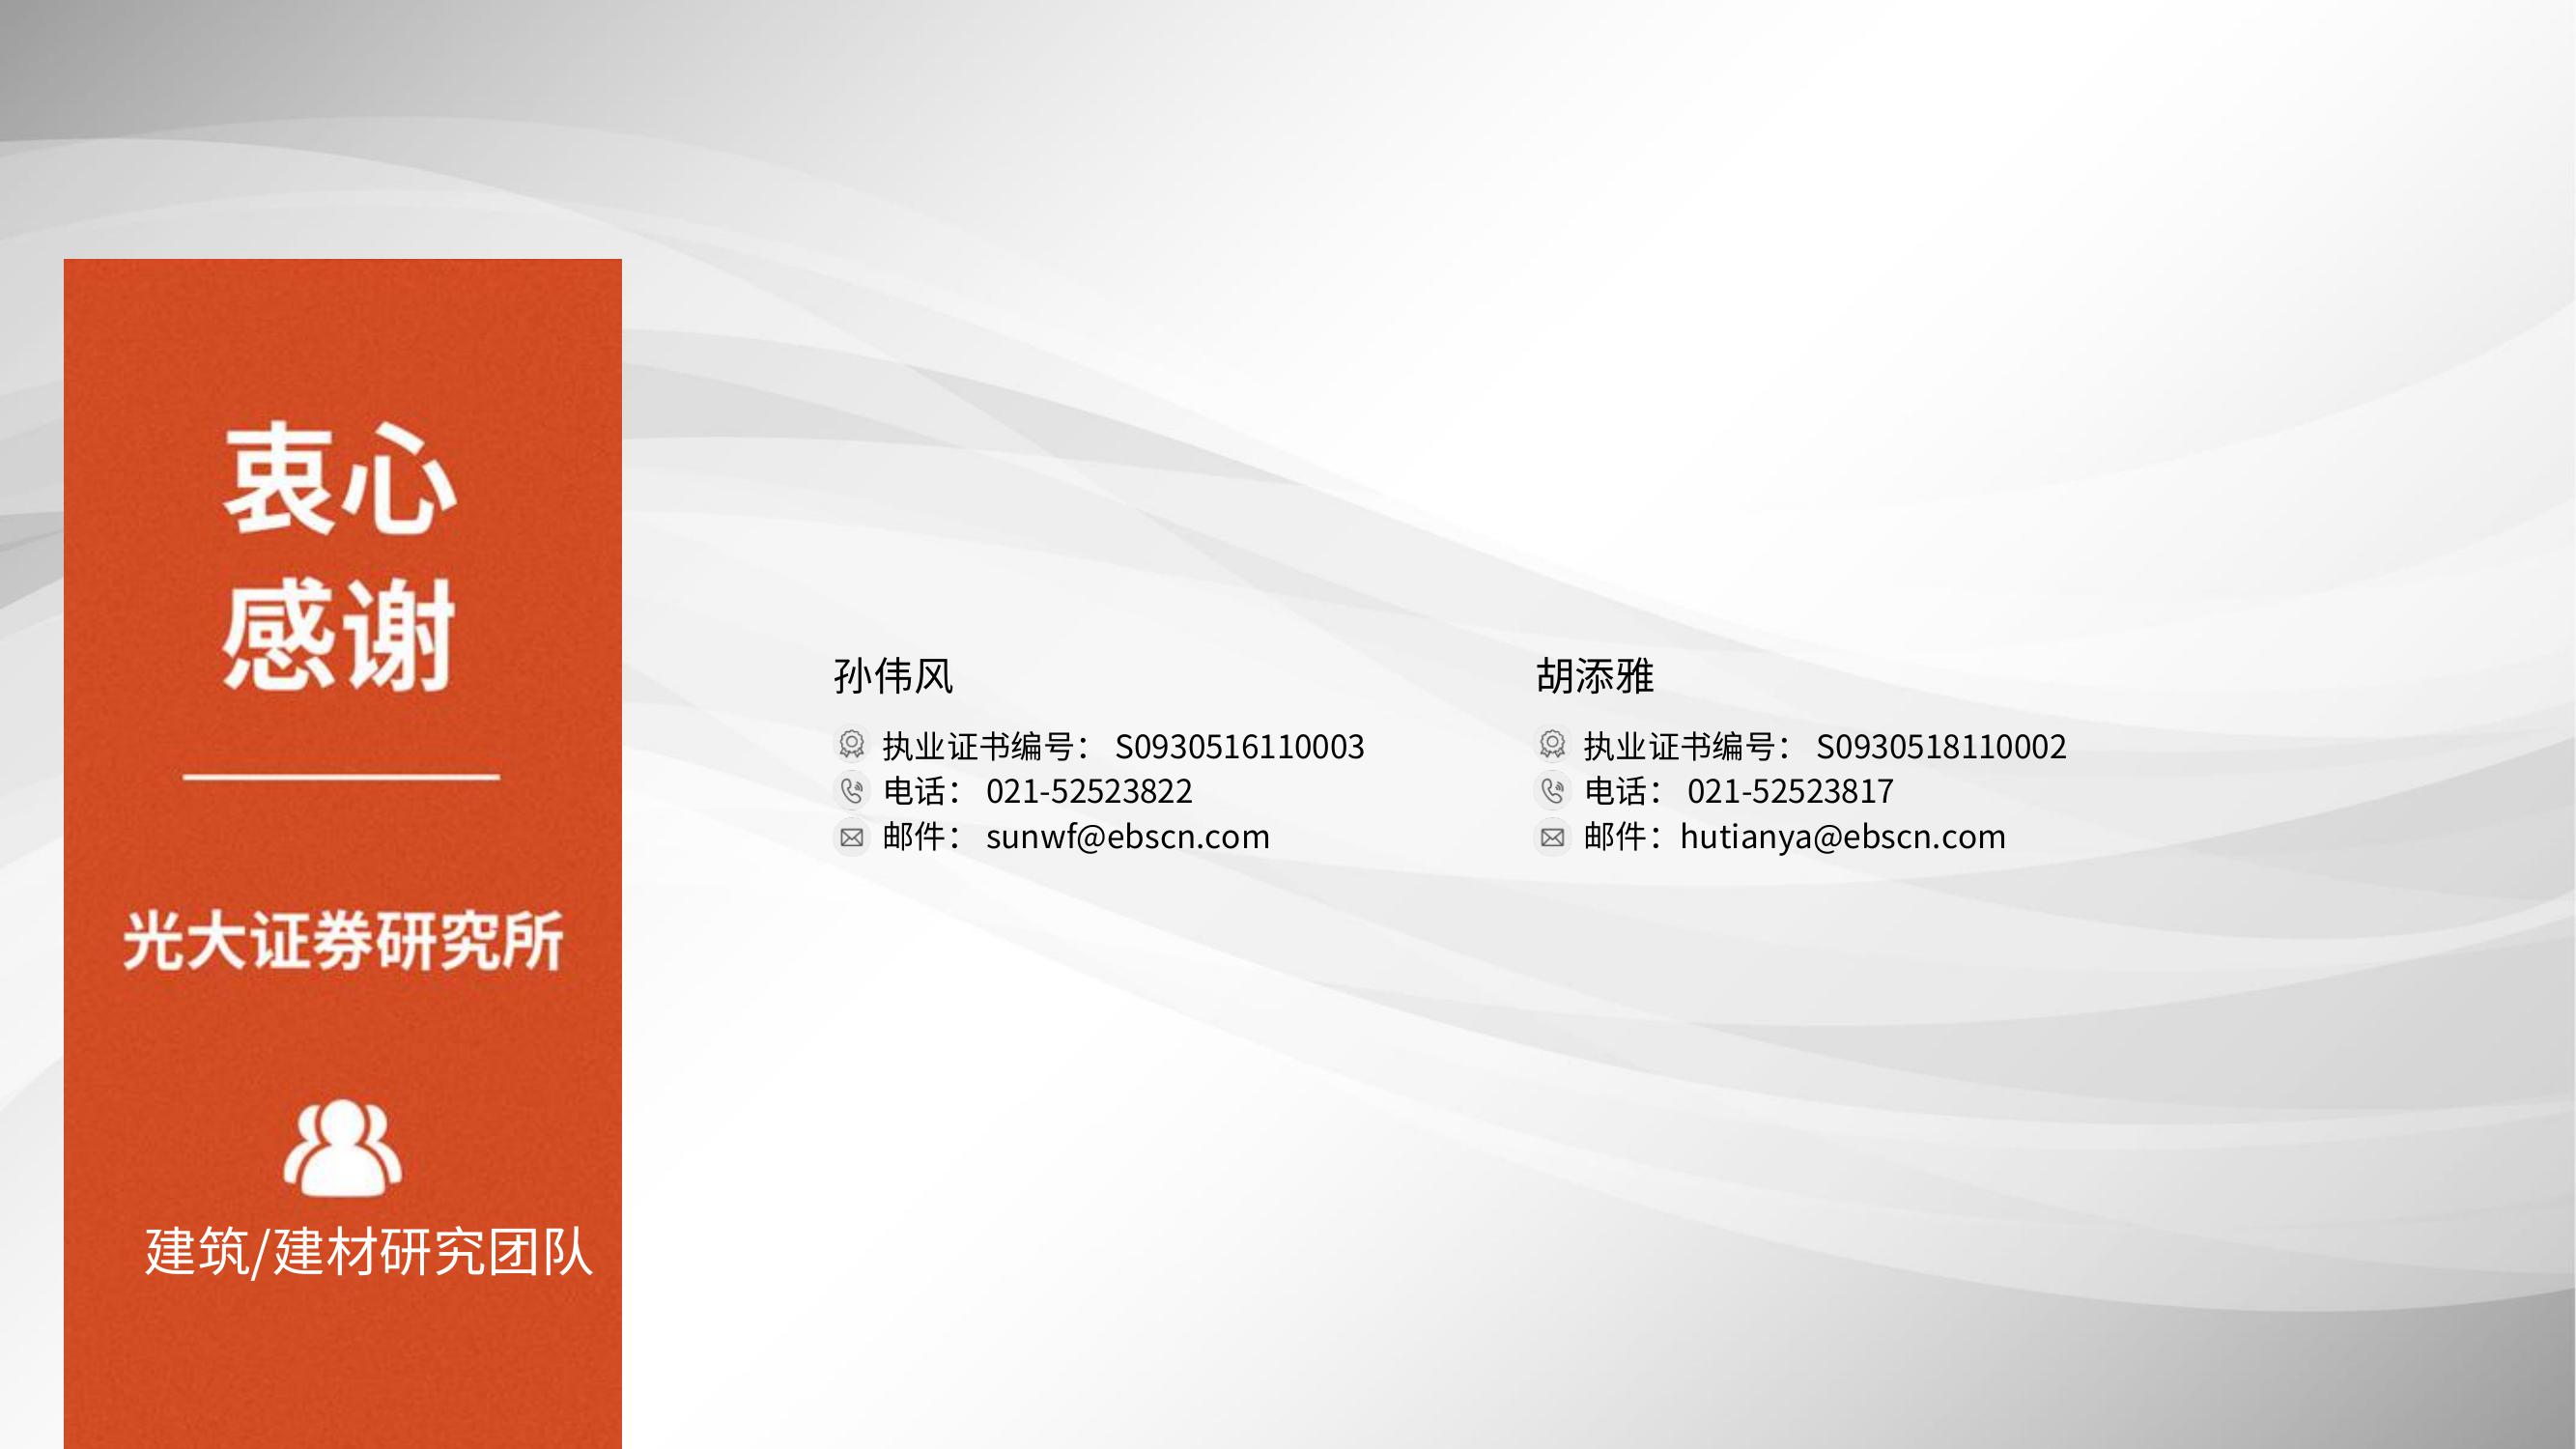 衷心
感谢
光大证券研究所
建筑/建材研究团队
孙伟风
执业证书编号： S0930516110003
电话： 021-52523822
邮件： sunwf@ebscn.com
胡添雅
执业证书编号： S0930518110002
电话： 021-52523817
邮件：hutianya@ebscn.com